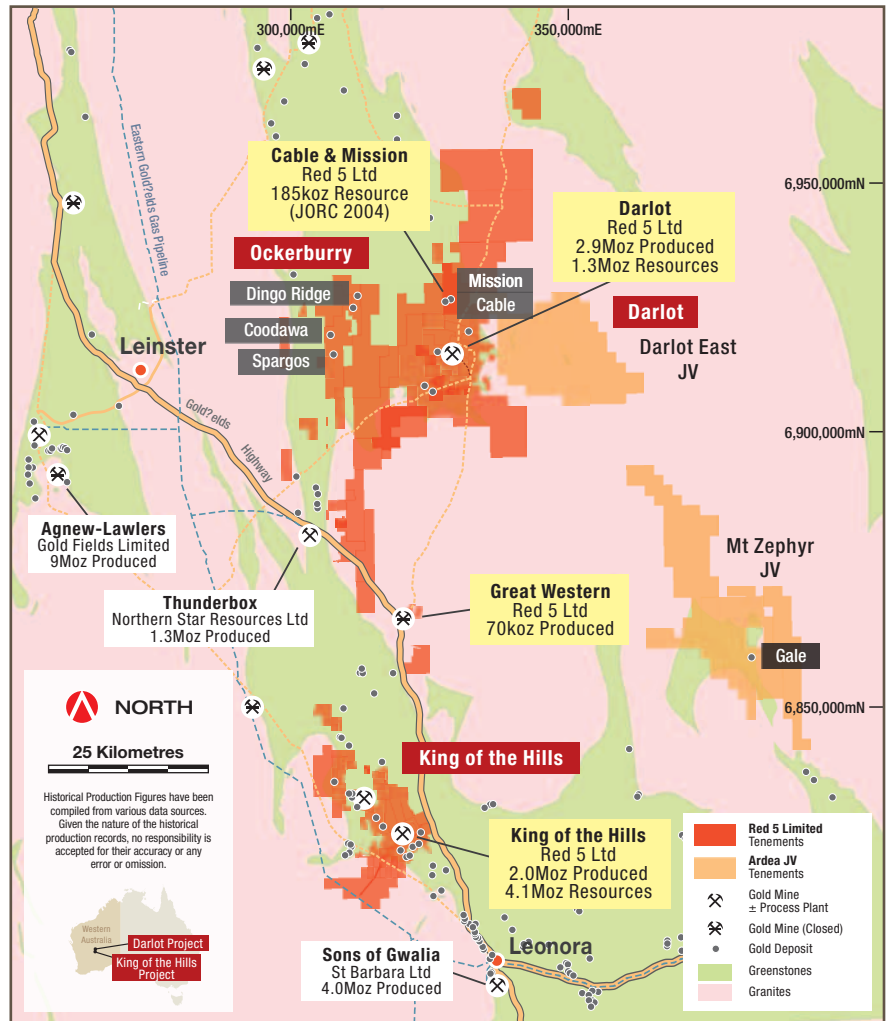 300,000mE
350,000mE
6,950,000mN
6,900,000mN
6,850,000mN
Eastern Gold?elds Gas Pipeline
Cable & Mission
Red 5 Ltd
185koz Resource
(JORC 2004)
Darlot
Red 5 Ltd
2.9Moz Produced
1.3Moz Resources
Ockerburry
Dingo Ridge
Coodawa
Spargos
Mission
Cable
Darlot
Darlot East
JV
Leinster
Gold?elds
Highway
Agnew-Lawlers
Gold Fields Limited
9Moz Produced
Thunderbox
Northern Star Resources Ltd
1.3Moz Produced
Great Western
Red 5 Ltd
70koz Produced
Mt Zephyr
JV
Gale
NORTH
25 Kilometres
Historical Production Figures have been
compiled from various data sources.
Given the nature of the historical
production records, no responsibility is
accepted for their accuracy or any
error or omission.
Western
Australia
Darlot Project
King of the Hills
Project
King of the Hills
King of the Hills
Red 5 Ltd
2.0Moz Produced
4.1Moz Resources
Sons of Gwalia
St Barbara Ltd
4.0Moz Produced
Leonora
Red 5 Limited
Tenements
Ardea JV
Tenements
Gold Mine
± Process Plant
Gold Mine (Closed)
Gold Deposit
Greenstones
Granites